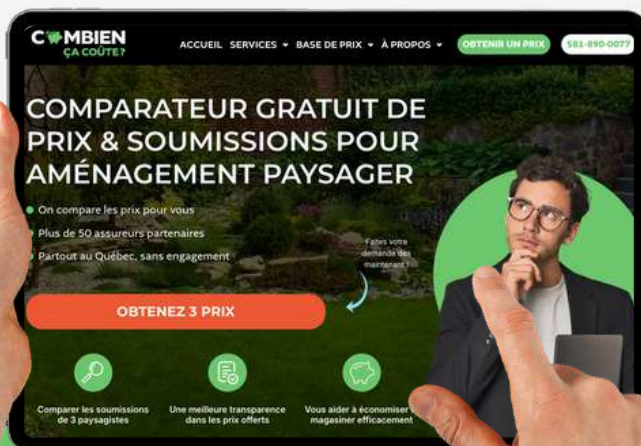 COMBIEN
ÇA COÛTE?
ACCUEIL SERVICES BASE DE PRIX À PROPOS OBTENIR UN PRIX 581-890-0077
COMPARATEUR GRATUIT DE
PRIX & SOUMISSIONS POUR
AMÉNAGEMENT PAYSAGER
On compare les prix pour vous
Plus de 50 assureurs partenaires
Partout au Québec, sans engagement
Faites votre
demande dès
maintenant !
OBTENEZ 3 PRIX
Comparer les soumissions
de 3 paysagistes
Une meilleure transparence
dans les prix offerts
Vous aider à économiser
magasiner efficacement